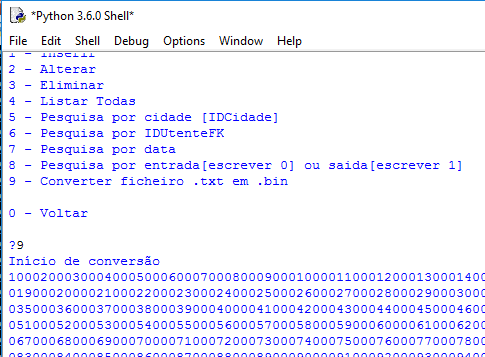 *Python 3.6.0 Shell*
File Edit Shell Debug Options Window Help
1 - Inserir
2 - Alterar
3 - Eliminar
4 - Listar Todas
5 - Pesquisa por cidade [IDCidade]
6 - Pesquisa por IDUtenteFK
7 - Pesquisa por data
8 - Pesquisa por entrada[escrever 0] ou saida[escrever 1]
9 - Converter ficheiro .txt em .bin
0 - Voltar
?9
Início de conversão
100020003000400050006000700080009000100001100012000130001400
019000200002100022000230002400025000260002700028000290003000
035000360003700038000390004000041000420004300044000450004600
051000520005300054000550005600057000580005900060000610006200
067000680006900070000710007200073000740007500076000770007800